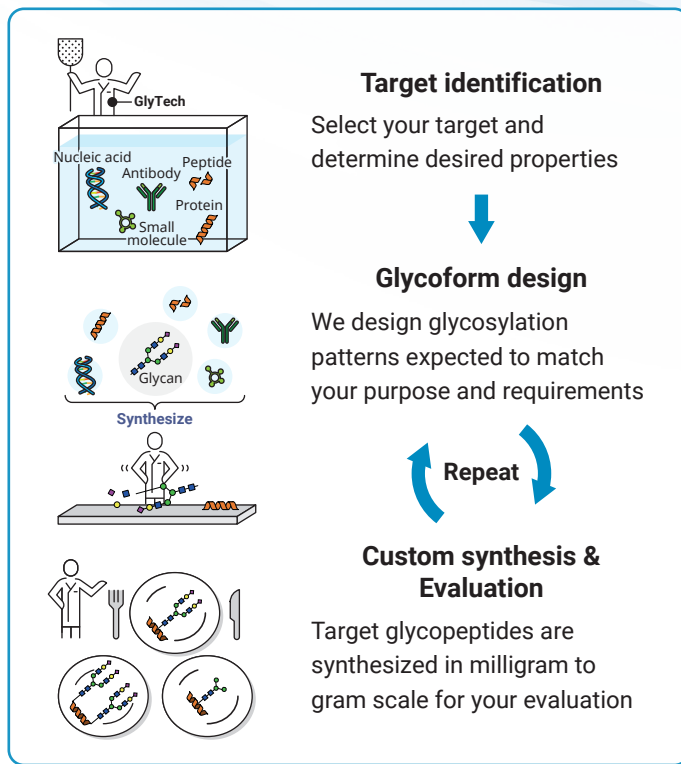 GlyTech
Nucleic acid
Antibody
Peptide
Protein
Small
molecule
Target identification
Select your target and
determine desired properties
Glycan
Synthesize
Glycoform design
We design glycosylation
patterns expected to match
your purpose and requirements
Repeat
Custom synthesis &
Evaluation
Target glycopeptides are
synthesized in milligram to
gram scale for your evaluation